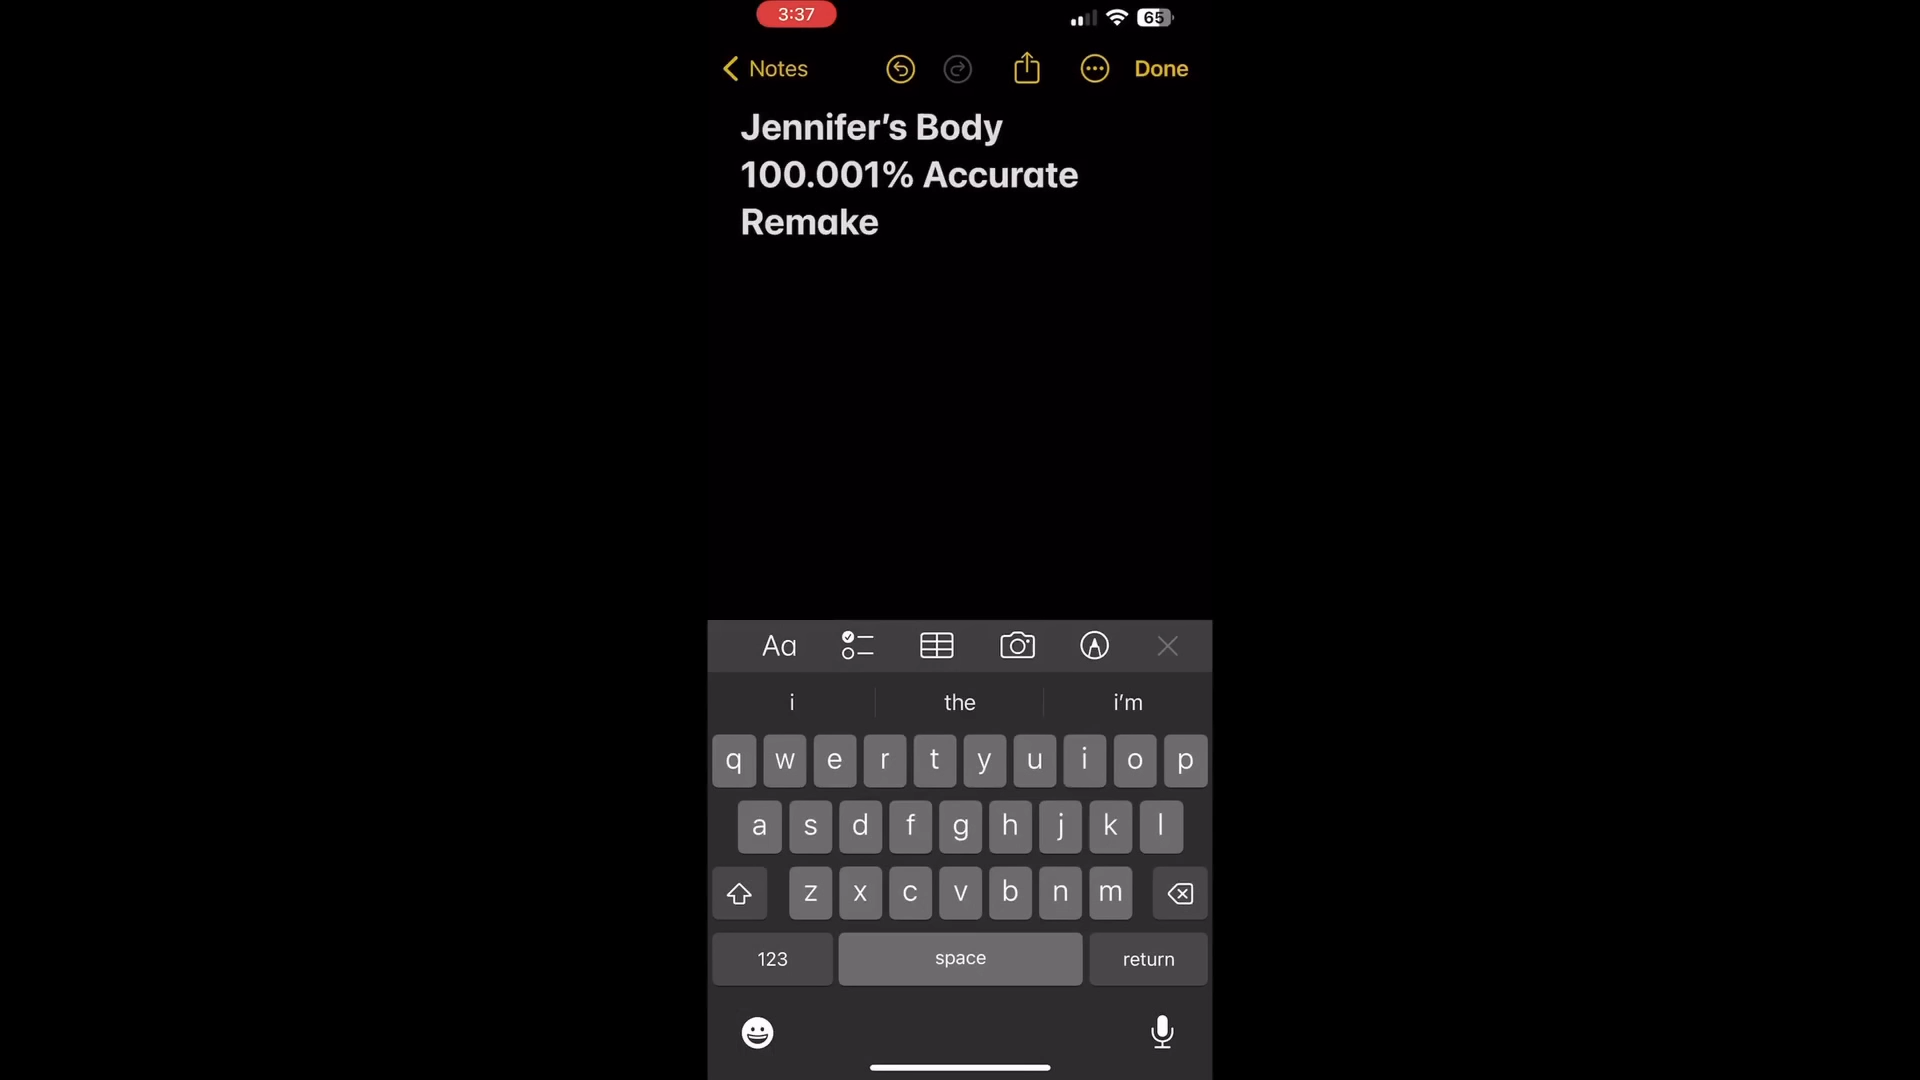 3:37
65
Notes
Done
Jennifer’s Body
100.001% Accurate
Remake
Aa
i the i’m
q w e r t y u i o p
a s d f g h j k l
z x c v b n m
123 space return